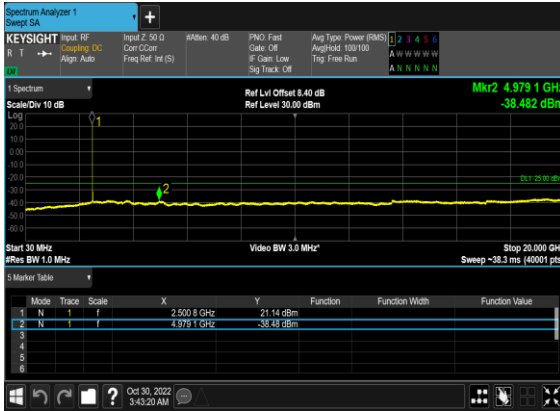 Spectrum Analyzer 1
Swept SA
+
KEYSIGHT Input: RF Input Z: 50 Ω #Atten: 40 dB PNO: Fast Avg Type: Power (RMS) 1 2 3 4 5 6
R T Coupling: DC Corr CCorr Gate: Off Avg|Hold: 100/100 A W W W W W
Align: Auto Freq Ref: Int (S) IF Gain: Low Trig: Free Run
Sig Track: Off A N N N N N
1 Spectrum
Ref Lvl Offset 8.40 dB Mkr2 4.979 1 GHz
Scale/Div 10 dB Ref Level 30.00 dBm -38.482 dBm
Log
20.0
10.0
0.00
-10.0
-20.0
-30.0
-40.0
-50.0
-60.0
1
2
Start 30 MHz Video BW 3.0 MHz* Stop 20.000 GH
#Res BW 1.0 MHz Sweep ~38.3 ms (40001 pts
5 Marker Table
Mode Trace Scale X Y Function Function Width Function Value
1 N 1 f 2.500 8 GHz 21.14 dBm
2 N 1 f 4.979 1 GHz -38.48 dBm
3
4
5
6
?
Oct 30, 2022
3:43:20 AM